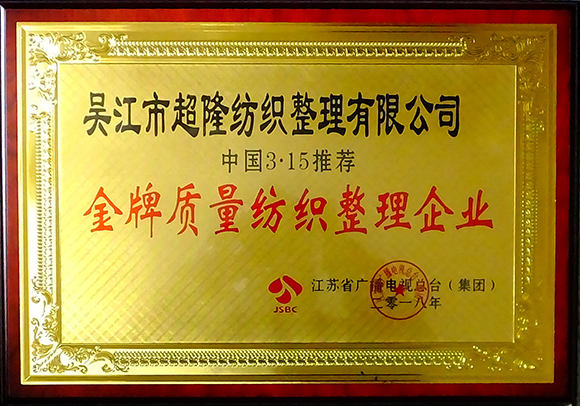 吴江市超隆纺织整理有限公司
中国3·15推荐
金牌质量纺织整理企业
JSBC
江苏省广播电视总台(集团)
二零一八年